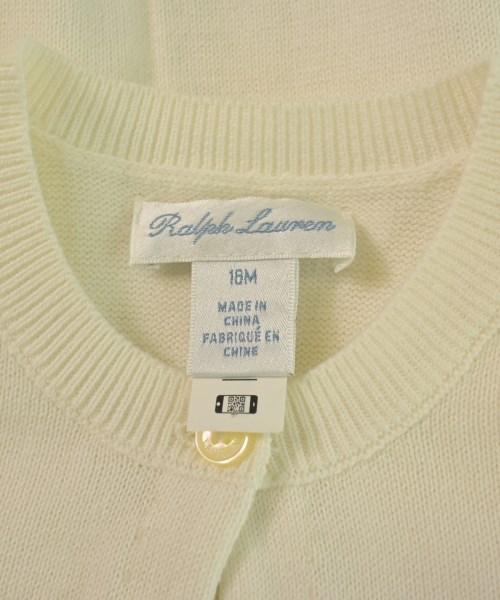 Ralph Lauren
18M
MADE IN
CHINA
FABRIQUÉ EN
CHINE